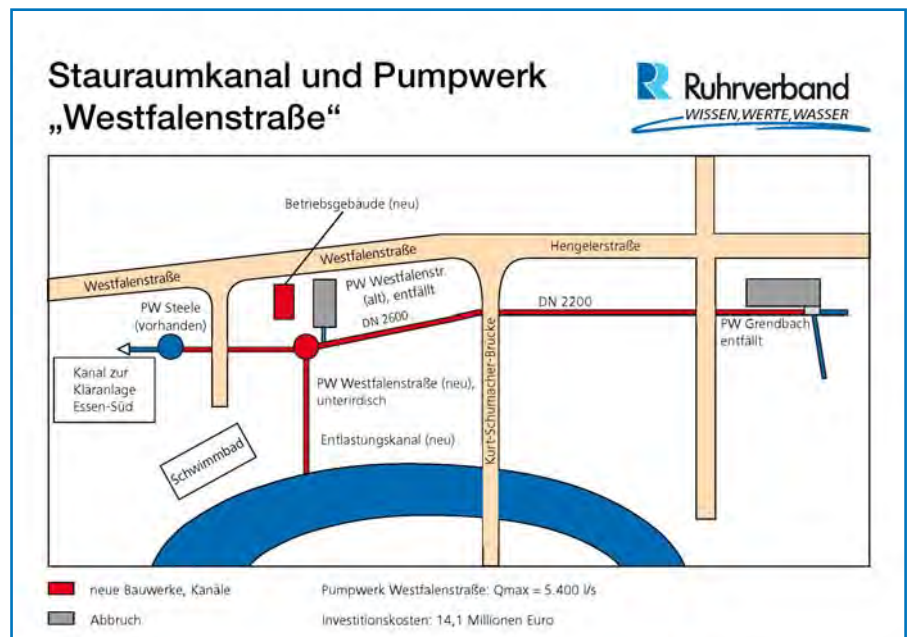 Stauraumkanal und Pumpwerk
„Westfalenstraße“
Ruhrverband
WISSEN, WERTE, WASSER
Betriebsgebäude (neu)
Westfalenstraße
Westfalenstraße
Hengelerstraße
PW Steele
(vorhanden)
PW Westfalenstr.
(alt), entfällt
DN 2600
DN 2200
PW Grendbach
entfällt
Kanal zur
Kläranlage
Essen-Süd
PW Westfalenstraße (neu),
unterirdisch
Entlastungskanal (neu)
Schwimmbad
Kurt-Schumacher-Brücke
neue Bauwerke, Kanäle
Pumpwerk Westfalenstraße: Qmax = 5.400 l/s
Abbruch
Investitionskosten: 14,1 Millionen Euro